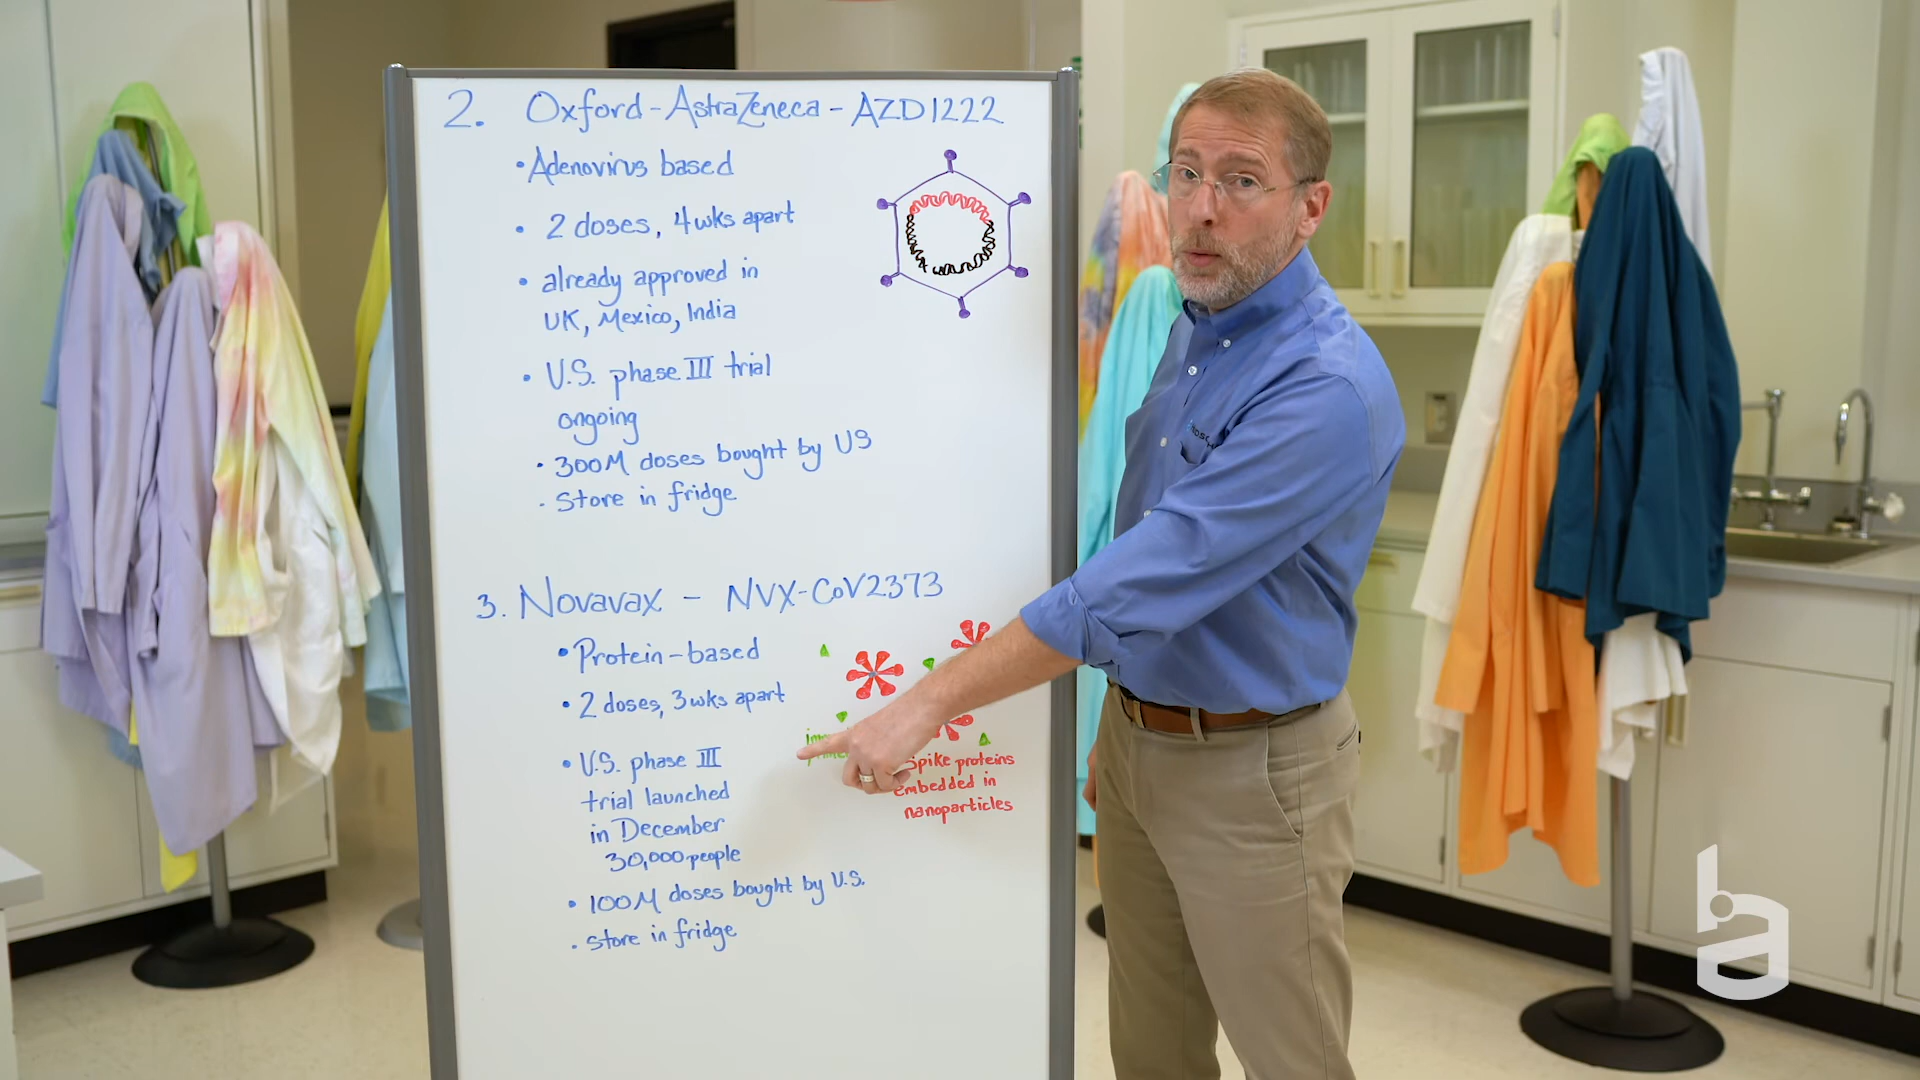 2. Oxford-AstraZeneca - AZD1222
• Adenovirus based
• 2 doses, 4wks apart
• already approved in
UK, Mexico, India
• U.S. phase III trial
ongoing
• 300M doses bought by US
• Store in fridge
3. Novavax - NVX-CoV2373
• Protein-based
• 2 doses, 3wks apart
• U.S. phase III
trial launched
in December
30,000 people
• 100M doses bought by U.S.
• store in fridge
Spike proteins
embedded in
nanoparticles
ba